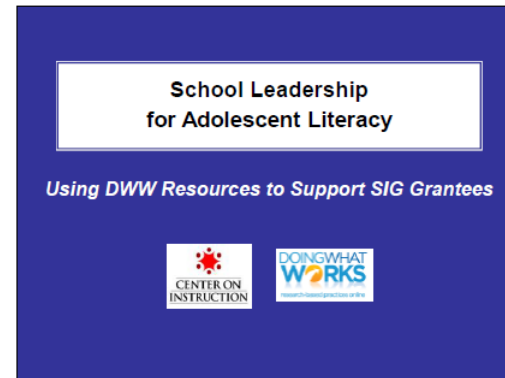 School Leadership
for Adolescent Literacy
Using DWW Resources to Support SIG Grantees
CENTER ON
INSTRUCTION
DOINGWHAT
WORKS
research-based practices online